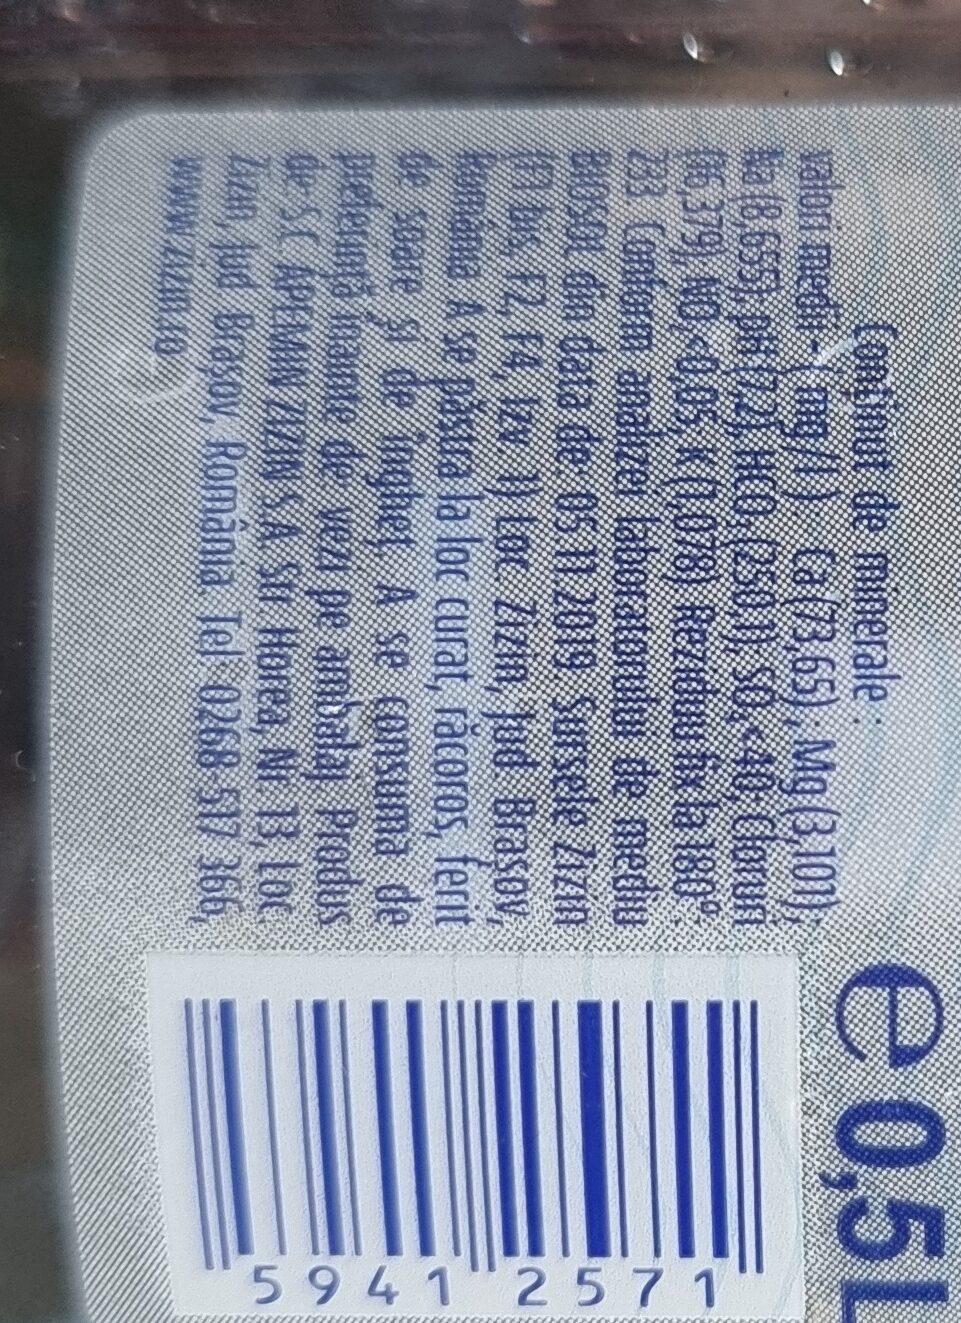 Conținut de minerale :
valori medii - ( mg/l ) : Ca (73,65) ; Mg (3,101) ;
Na (8,655); pH (7,2); HCO₃ (250,1); SO₄<40; Cloruri
(16,379), NO₂<0,05; K (1,078) Reziduu fix la 180°:
233. Conform analizei laboratorului de mediu
BIOSOL din data de: 05.11.2019. Sursele Zizin
(F1 bis, F2, F4, Izv. 1) Loc. Zizin, jud. Brasov,
România. A se păstra la loc curat, răcoros, ferit
de soare și de îngheț. A se consuma de
preferință înainte de: vezi pe ambalaj. Produs
de: S.C. APEMIN ZIZIN S.A. Str. Horea, Nr. 13, Loc.
Zizin, Jud. Brasov, România. Tel. 0268-517 366,
www.zizin.ro
e 0,5L
5941 2571